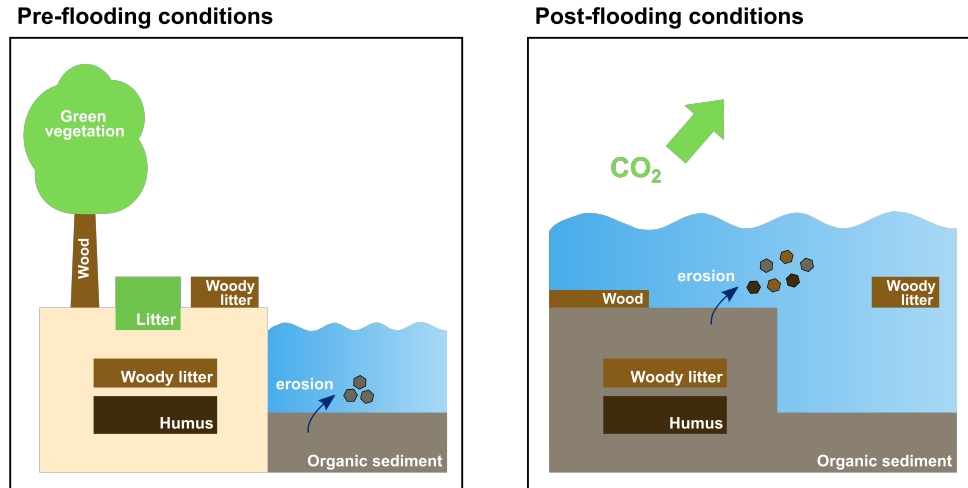 Pre-flooding conditions
Green
vegetation
Wood
Litter
Woody
litter
Woody litter
Humus
erosion
Organic sediment
Post-flooding conditions
CO₂
erosion
Wood
Woody
litter
Woody litter
Humus
Organic sediment